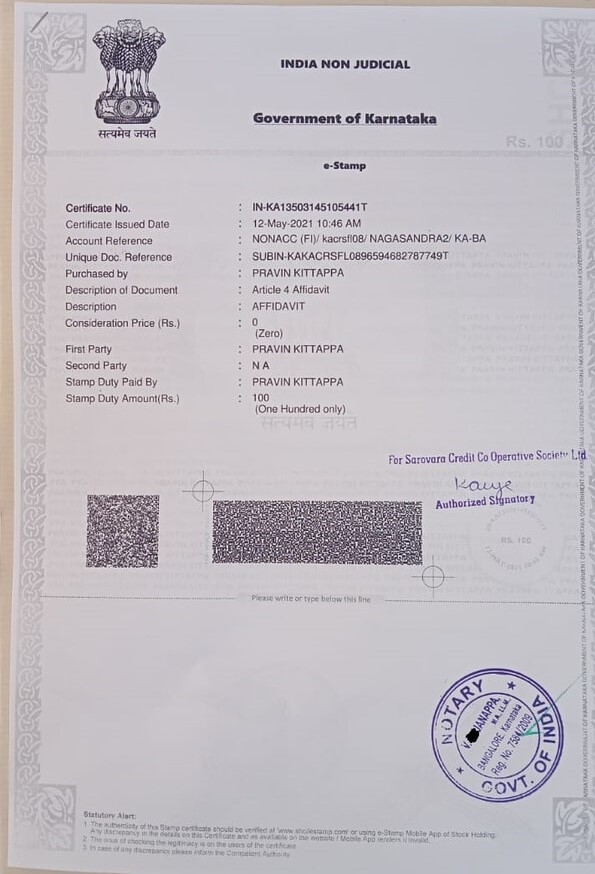 सत्यमेव जयते
INDIA NON JUDICIAL
Government of Karnataka
Rs. 100
e-Stamp
Certificate No. : IN-KA13503145105441T
Certificate Issued Date : 12-May-2021 10:46 AM
Account Reference : NONACC (FI)/ kacrsfl08/ NAGASANDRA2/ KA-BA
Unique Doc. Reference : SUBIN-KAKACRSFL0896594682787749T
Purchased by : PRAVIN KITTAPPA
Description of Document : Article 4 Affidavit
Description : AFFIDAVIT
Consideration Price (Rs.) : 0
(Zero)
First Party : PRAVIN KITTAPPA
Second Party : N A
Stamp Duty Paid By : PRAVIN KITTAPPA
Stamp Duty Amount(Rs.) : 100
(One Hundred only)
सत्यमेव जयते
For Sarovara Credit Co Operative Society Ltd
Authorized Signatory
RS. 100
Please write or type below this line
NOTARY
M.A., LL.M.
BANGALORE, Karnataka
Reg. No. 7584/2009
GOVT. OF INDIA
Statutory Alert:
1. The authenticity of this Stamp certificate should be verified at 'www.shcilestamp.com' or using e-Stamp Mobile App of Stock Holding.
Any discrepancy in the details on this Certificate and as available on the website / Mobile App renders it invalid.
2. The onus of checking the legitimacy is on the users of the certificate
3. In case of any discrepancy please inform the Competent Authority